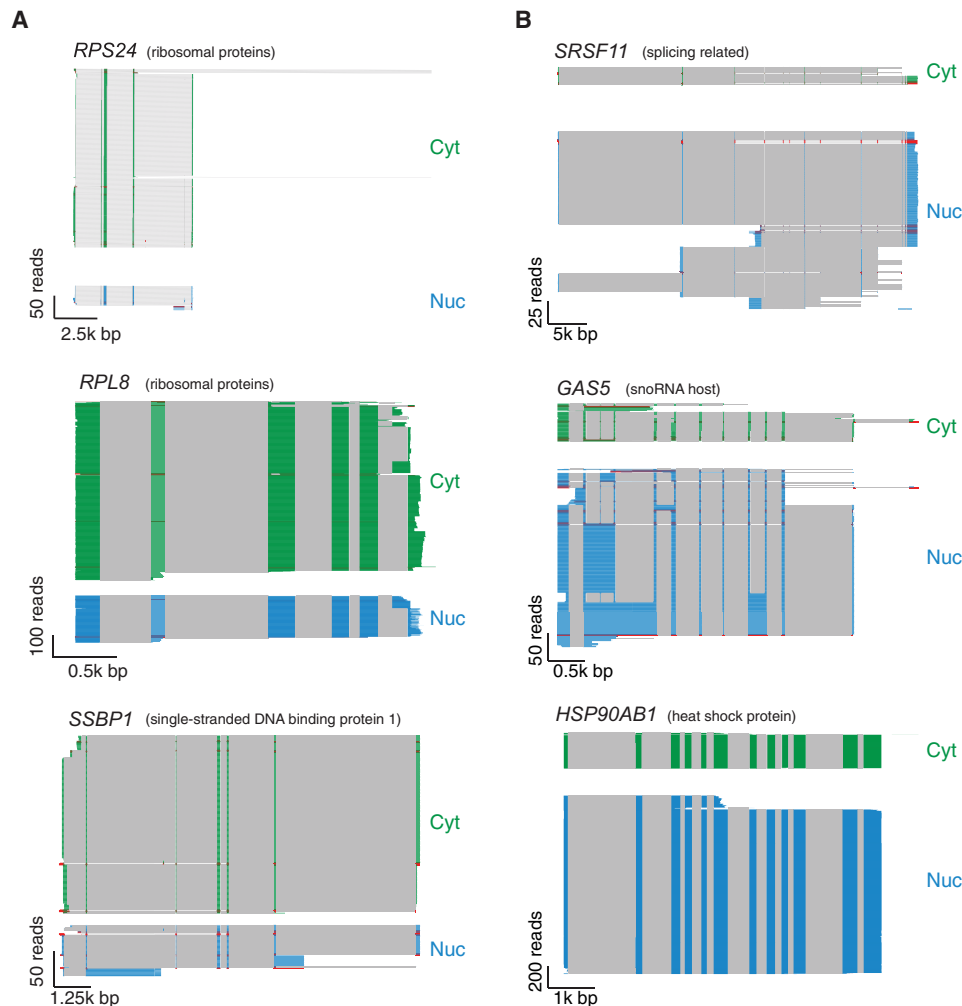 A
RPS24 (ribosomal proteins)
Cyt
Nuc
50 reads
2.5k bp
RPL8 (ribosomal proteins)
Cyt
Nuc
100 reads
0.5k bp
SSBP1 (single-stranded DNA binding protein 1)
Cyt
Nuc
50 reads
1.25k bp
B
SRSF11 (splicing related)
Cyt
Nuc
25 reads
5k bp
GAS5 (snoRNA host)
Cyt
Nuc
50 reads
0.5k bp
HSP90AB1 (heat shock protein)
Cyt
Nuc
200 reads
1k bp